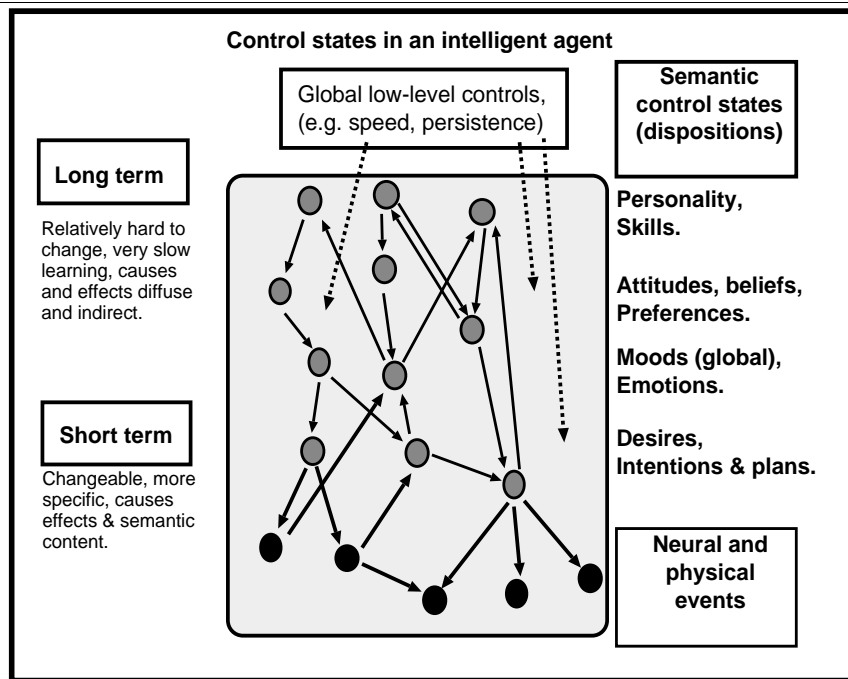 Control states in an intelligent agent
Global low-level controls,
(e.g. speed, persistence)
Semantic
control states
(dispositions)
Long term
Relatively hard to
change, very slow
learning, causes
and effects diffuse
and indirect.
Personality,
Skills.
Attitudes, beliefs,
Preferences.
Moods (global),
Emotions.
Short term
Changeable, more
specific, causes
effects & semantic
content.
Desires,
Intentions & plans.
Neural and
physical
events